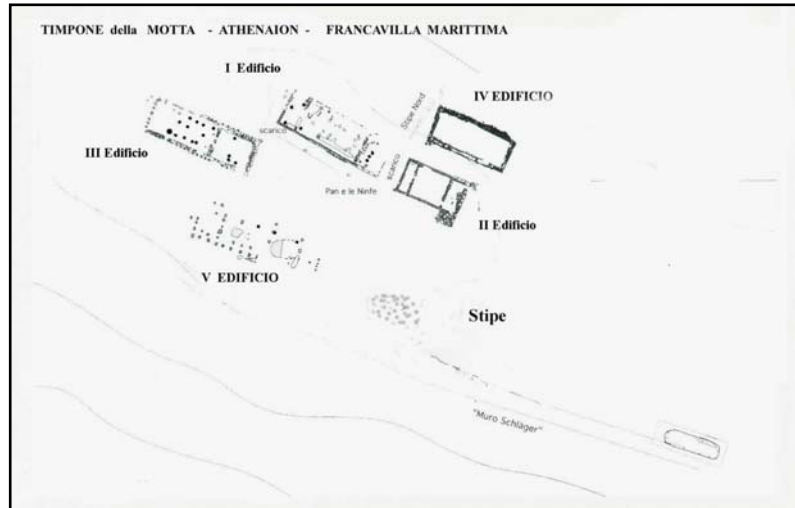 TIMPONE della MOTTA - ATHENAION - FRANCAVILLA MARITTIMA
I Edificio
IV EDIFICIO
Stipe Nord
scarico
III Edificio
scarico
Pan e le Ninfe
II Edificio
V EDIFICIO
Stipe
"Muro Schläger"